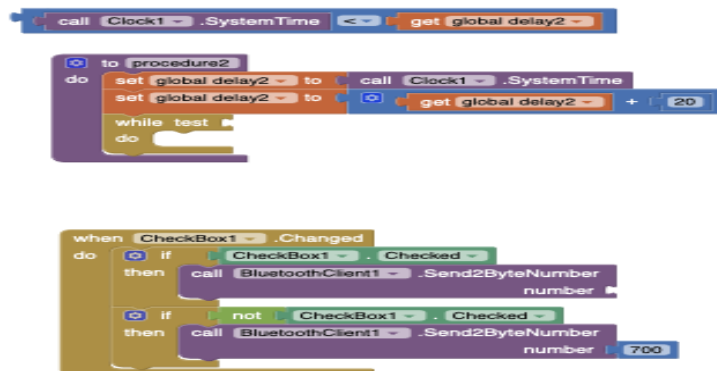 call Clock1 .SystemTime < get global delay2
to procedure2
do set global delay2 to call Clock1 .SystemTime
set global delay2 to get global delay2 + 20
while test
do
when CheckBox1 .Changed
do if CheckBox1 . Checked
then call BluetoothClient1 .Send2ByteNumber
number
if not CheckBox1 . Checked
then call BluetoothClient1 .Send2ByteNumber
number 700